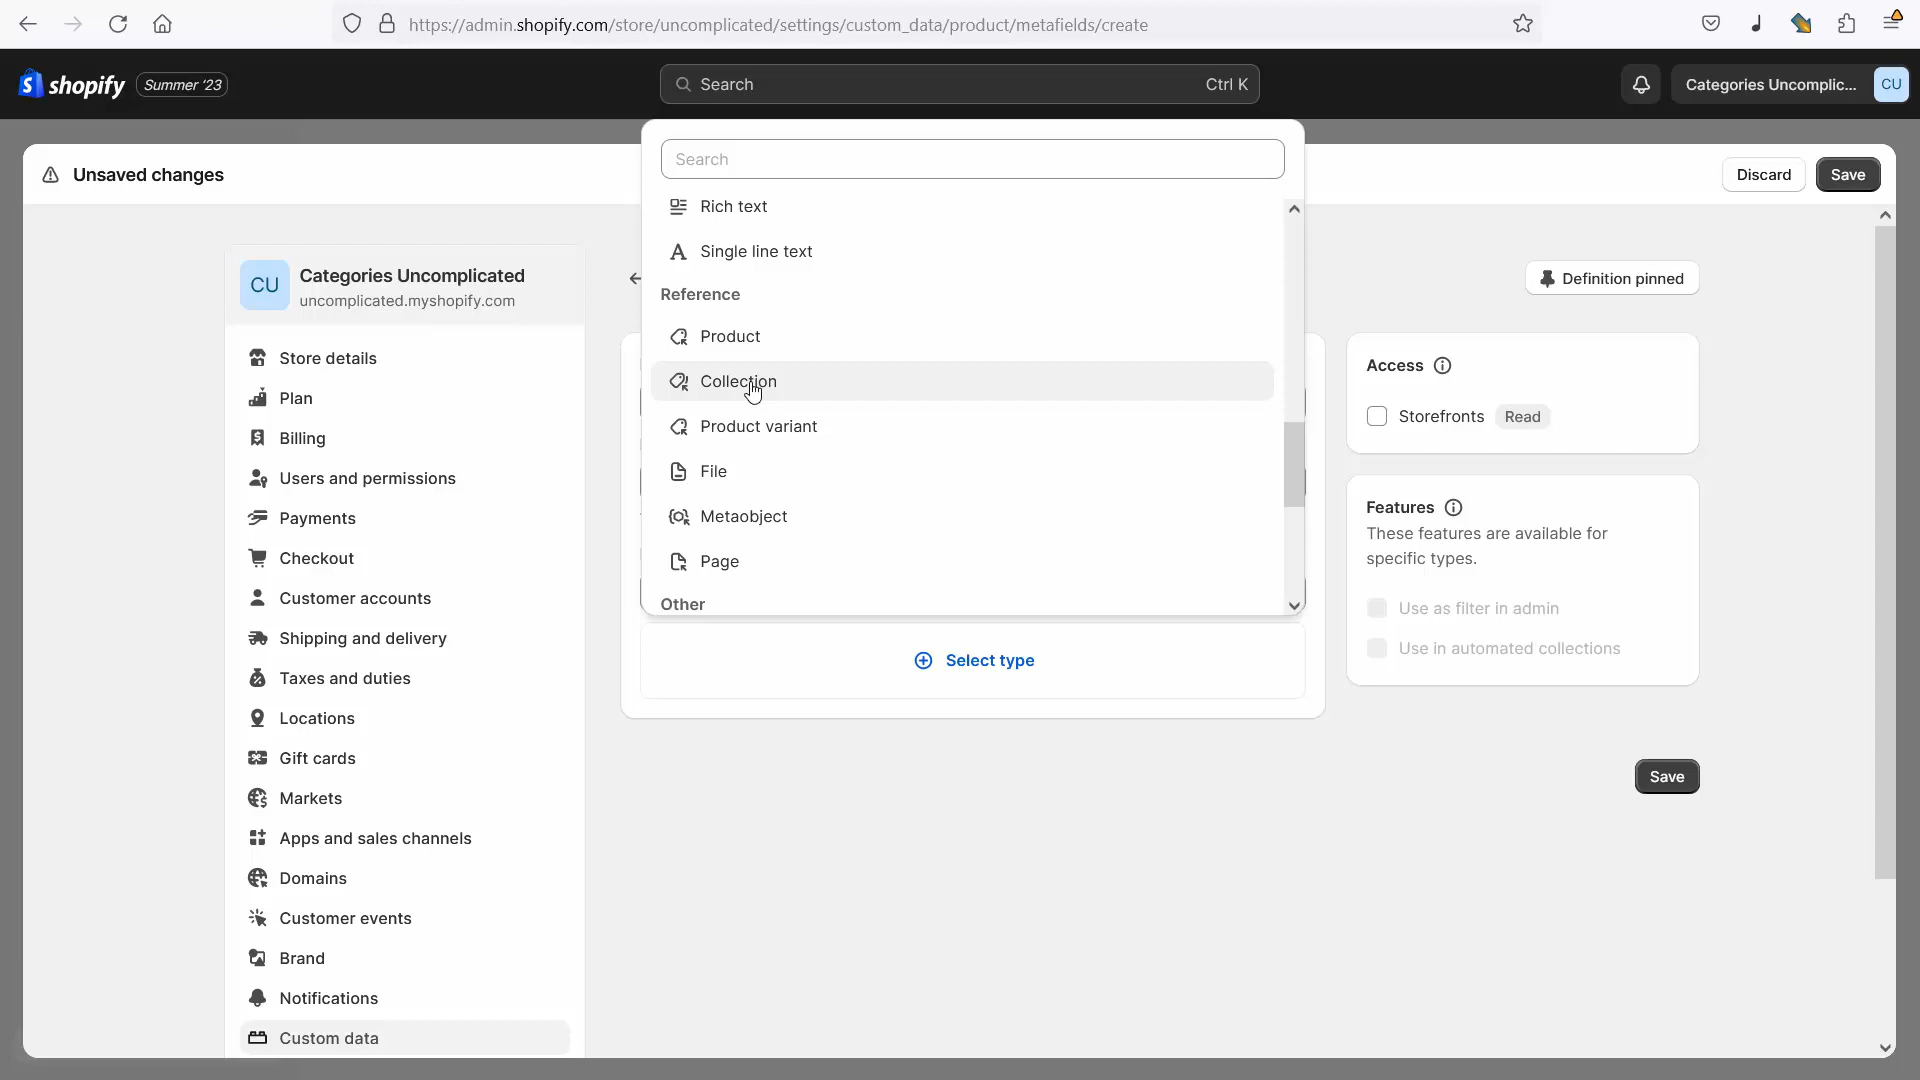 https://admin.shopify.com/store/uncomplicated/settings/custom_data/product/metafields/create
shopify
Summer '23
Search
Ctrl K
Categories Uncomplic...
CU
Unsaved changes
Discard
Save
Search
Rich text
Single line text
Reference
Product
Collection
Product variant
File
Metaobject
Page
Other
Select type
CU
Categories Uncomplicated
uncomplicated.myshopify.com
Store details
Plan
Billing
Users and permissions
Payments
Checkout
Customer accounts
Shipping and delivery
Taxes and duties
Locations
Gift cards
Markets
Apps and sales channels
Domains
Customer events
Brand
Notifications
Custom data
Definition pinned
Access
Storefronts
Read
Features
These features are available for
specific types.
Use as filter in admin
Use in automated collections
Save